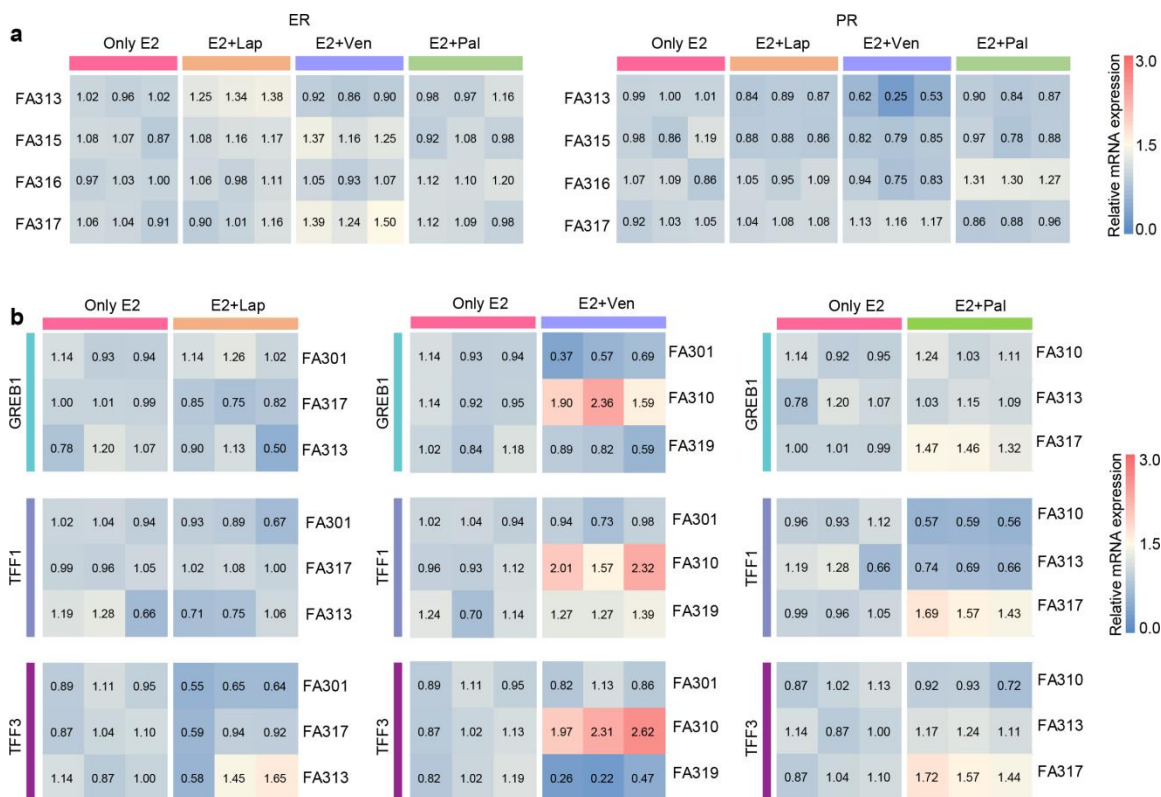 a
ER
PR
Only E2 E2+Lap E2+Ven E2+Pal
Only E2 E2+Lap E2+Ven E2+Pal
FA313 1.02 0.96 1.02 1.25 1.34 1.38 0.92 0.86 0.90 0.98 0.97 1.16
FA315 1.08 1.07 0.87 1.08 1.16 1.17 1.37 1.16 1.25 0.92 1.08 0.98
FA316 0.97 1.03 1.00 1.06 0.98 1.11 1.05 0.93 1.07 1.12 1.10 1.20
FA317 1.06 1.04 0.91 0.90 1.01 1.16 1.39 1.24 1.50 1.12 1.09 0.98
FA313 0.99 1.00 1.01 0.84 0.89 0.87 0.62 0.25 0.53 0.90 0.84 0.87
FA315 0.98 0.86 1.19 0.88 0.88 0.86 0.82 0.79 0.85 0.97 0.78 0.88
FA316 1.07 1.09 0.86 1.05 0.95 1.09 0.94 0.75 0.83 1.31 1.30 1.27
FA317 0.92 1.03 1.05 1.04 1.08 1.08 1.13 1.16 1.17 0.86 0.88 0.96
Relative mRNA expression
3.0
1.5
0.0
b
Only E2 E2+Lap
GREB1
1.14 0.93 0.94 1.14 1.26 1.02 FA301
1.00 1.01 0.99 0.85 0.75 0.82 FA317
0.78 1.20 1.07 0.90 1.13 0.50 FA313
TFF1
1.02 1.04 0.94 0.93 0.89 0.67 FA301
0.99 0.96 1.05 1.02 1.08 1.00 FA317
1.19 1.28 0.66 0.71 0.75 1.06 FA313
TFF3
0.89 1.11 0.95 0.55 0.65 0.64 FA301
0.87 1.04 1.10 0.59 0.94 0.92 FA317
1.14 0.87 1.00 0.58 1.45 1.65 FA313
Only E2 E2+Ven
GREB1
1.14 0.93 0.94 0.37 0.57 0.69 FA301
1.14 0.92 0.95 1.90 2.36 1.59 FA310
1.02 0.84 1.18 0.89 0.82 0.59 FA319
TFF1
1.02 1.04 0.94 0.94 0.73 0.98 FA301
0.96 0.93 1.12 2.01 1.57 2.32 FA310
1.24 0.70 1.14 1.27 1.27 1.39 FA319
TFF3
0.89 1.11 0.95 0.82 1.13 0.86 FA301
0.87 1.02 1.13 1.97 2.31 2.62 FA310
0.82 1.02 1.19 0.26 0.22 0.47 FA319
Only E2 E2+Pal
GREB1
1.14 0.92 0.95 1.24 1.03 1.11 FA310
0.78 1.20 1.07 1.03 1.15 1.09 FA313
1.00 1.01 0.99 1.47 1.46 1.32 FA317
TFF1
0.96 0.93 1.12 0.57 0.59 0.56 FA310
1.19 1.28 0.66 0.74 0.69 0.66 FA313
0.99 0.96 1.05 1.69 1.57 1.43 FA317
TFF3
0.87 1.02 1.13 0.92 0.93 0.72 FA310
1.14 0.87 1.00 1.17 1.24 1.11 FA313
0.87 1.04 1.10 1.72 1.57 1.44 FA317
Relative mRNA expression
3.0
1.5
0.0